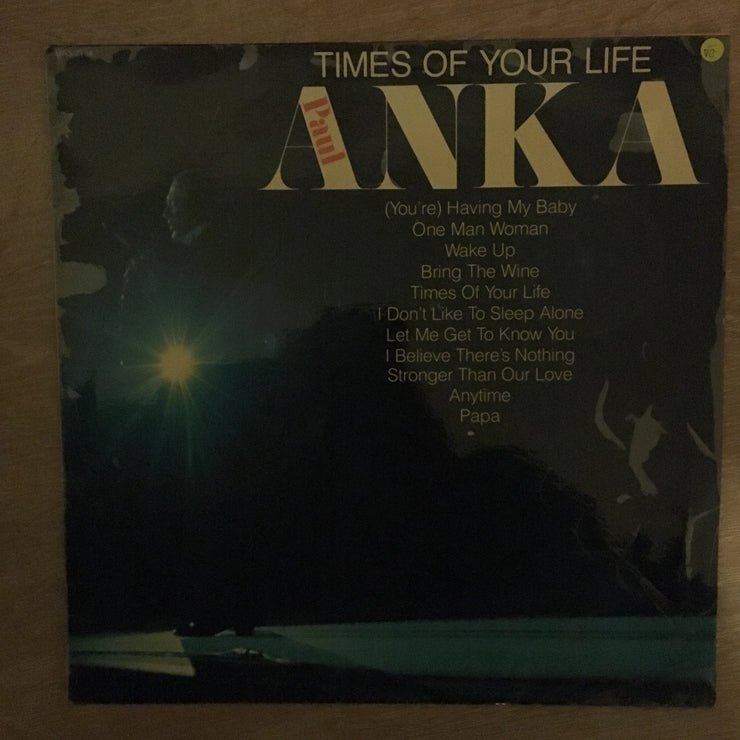 TIMES OF YOUR LIFE
Paul
ANKA
(You're) Having My Baby
One Man Woman
Wake Up
Bring The Wine
Times Of Your Life
I Don't Like To Sleep Alone
Let Me Get To Know You
I Believe There's Nothing
Stronger Than Our Love
Anytime
Papa